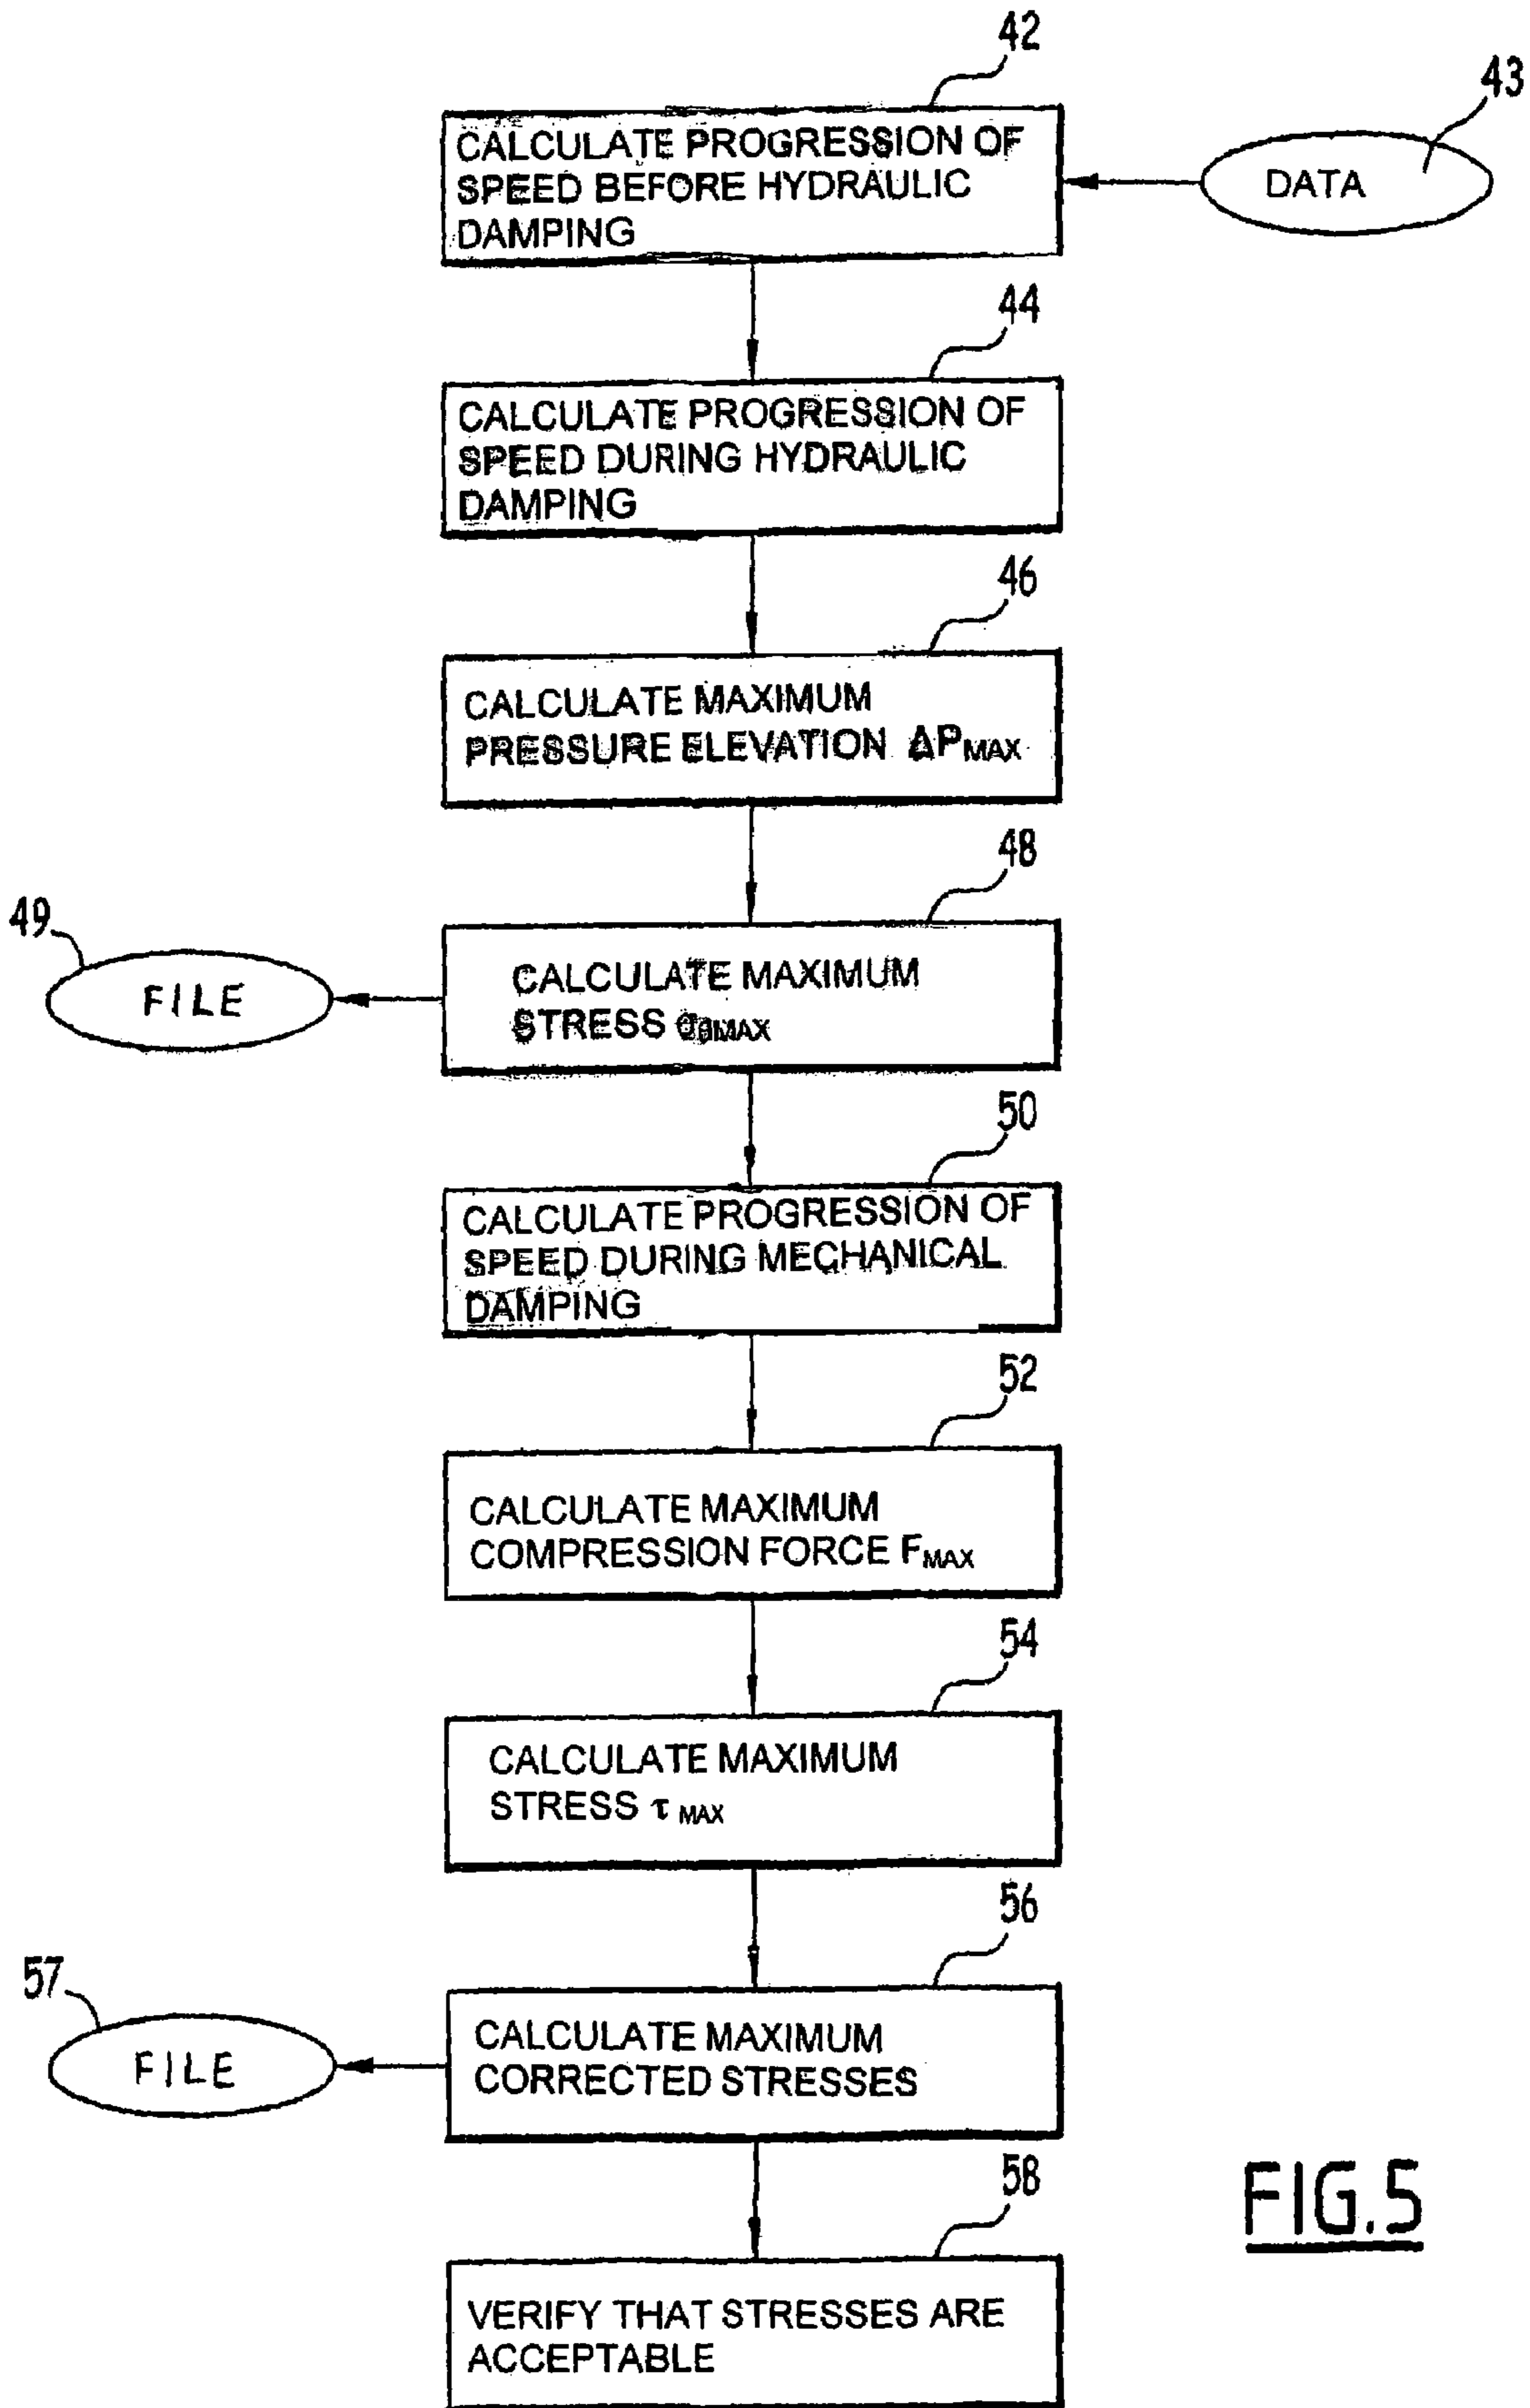 42
43
CALCULATE PROGRESSION OF
SPEED BEFORE HYDRAULIC
DAMPING
DATA
44
CALCULATE PROGRESSION OF
SPEED DURING HYDRAULIC
DAMPING
46
CALCULATE MAXIMUM
PRESSURE ELEVATION ΔPMAX
48
49
CALCULATE MAXIMUM
STRESS σθMAX
FILE
50
CALCULATE PROGRESSION OF
SPEED DURING MECHANICAL
DAMPING
52
CALCULATE MAXIMUM
COMPRESSION FORCE FMAX
54
CALCULATE MAXIMUM
STRESS τ MAX
56
57
CALCULATE MAXIMUM
CORRECTED STRESSES
FILE
58
VERIFY THAT STRESSES ARE
ACCEPTABLE
FIG.5